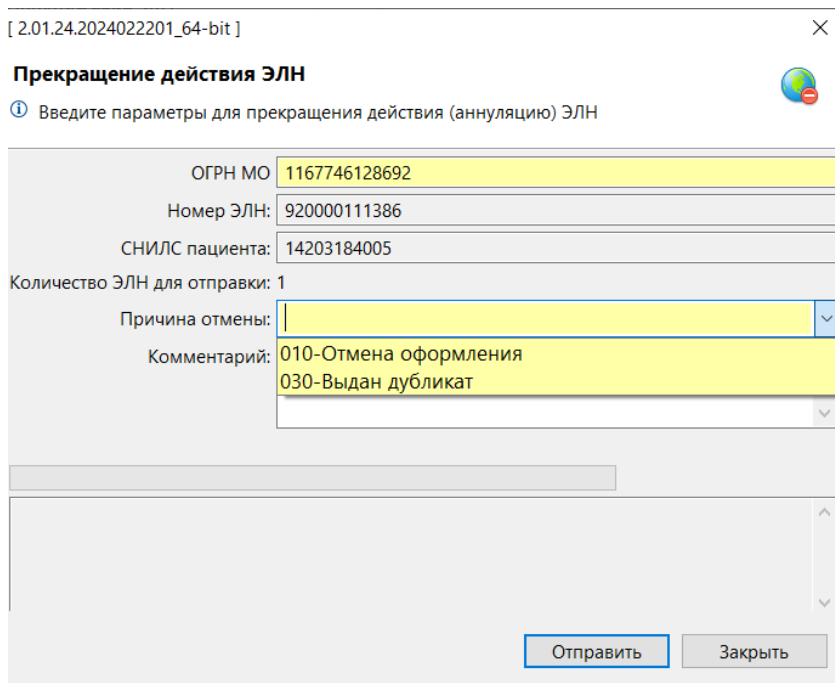 [ 2.01.24.2024022201_64-bit ]
Прекращение действия ЭЛН
Введите параметры для прекращения действия (аннуляцию) ЭЛН
ОГРН МО 1167746128692
Номер ЭЛН: 920000111386
СНИЛС пациента: 14203184005
Количество ЭЛН для отправки: 1
Причина отмены:
Комментарий: 010-Отмена оформления
030-Выдан дубликат
Отправить Закрыть